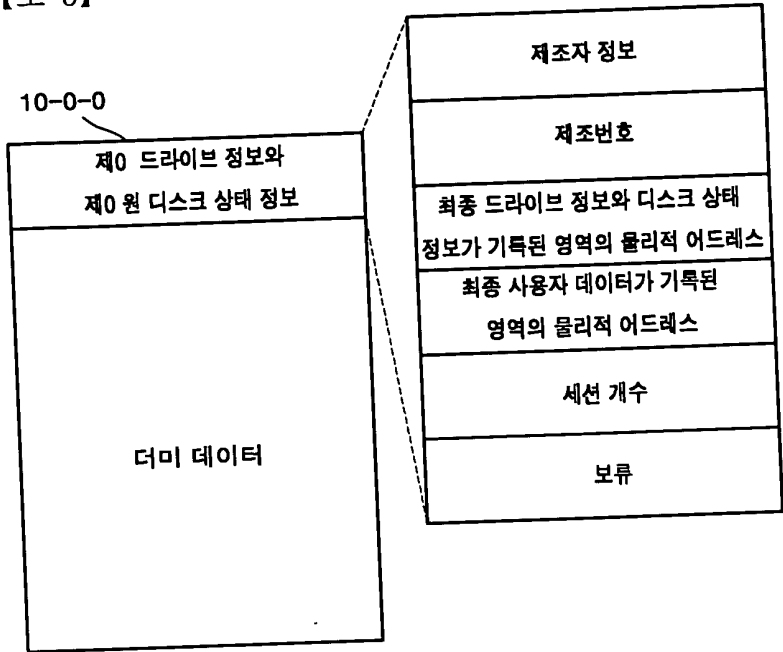 10-0-0
제0 드라이브 정보와
제0 원 디스크 상태 정보
더미 데이터
제조자 정보
제조번호
최종 드라이브 정보와 디스크 상태
정보가 기록된 영역의 물리적 어드레스
최종 사용자 데이터가 기록된
영역의 물리적 어드레스
세션 개수
보류